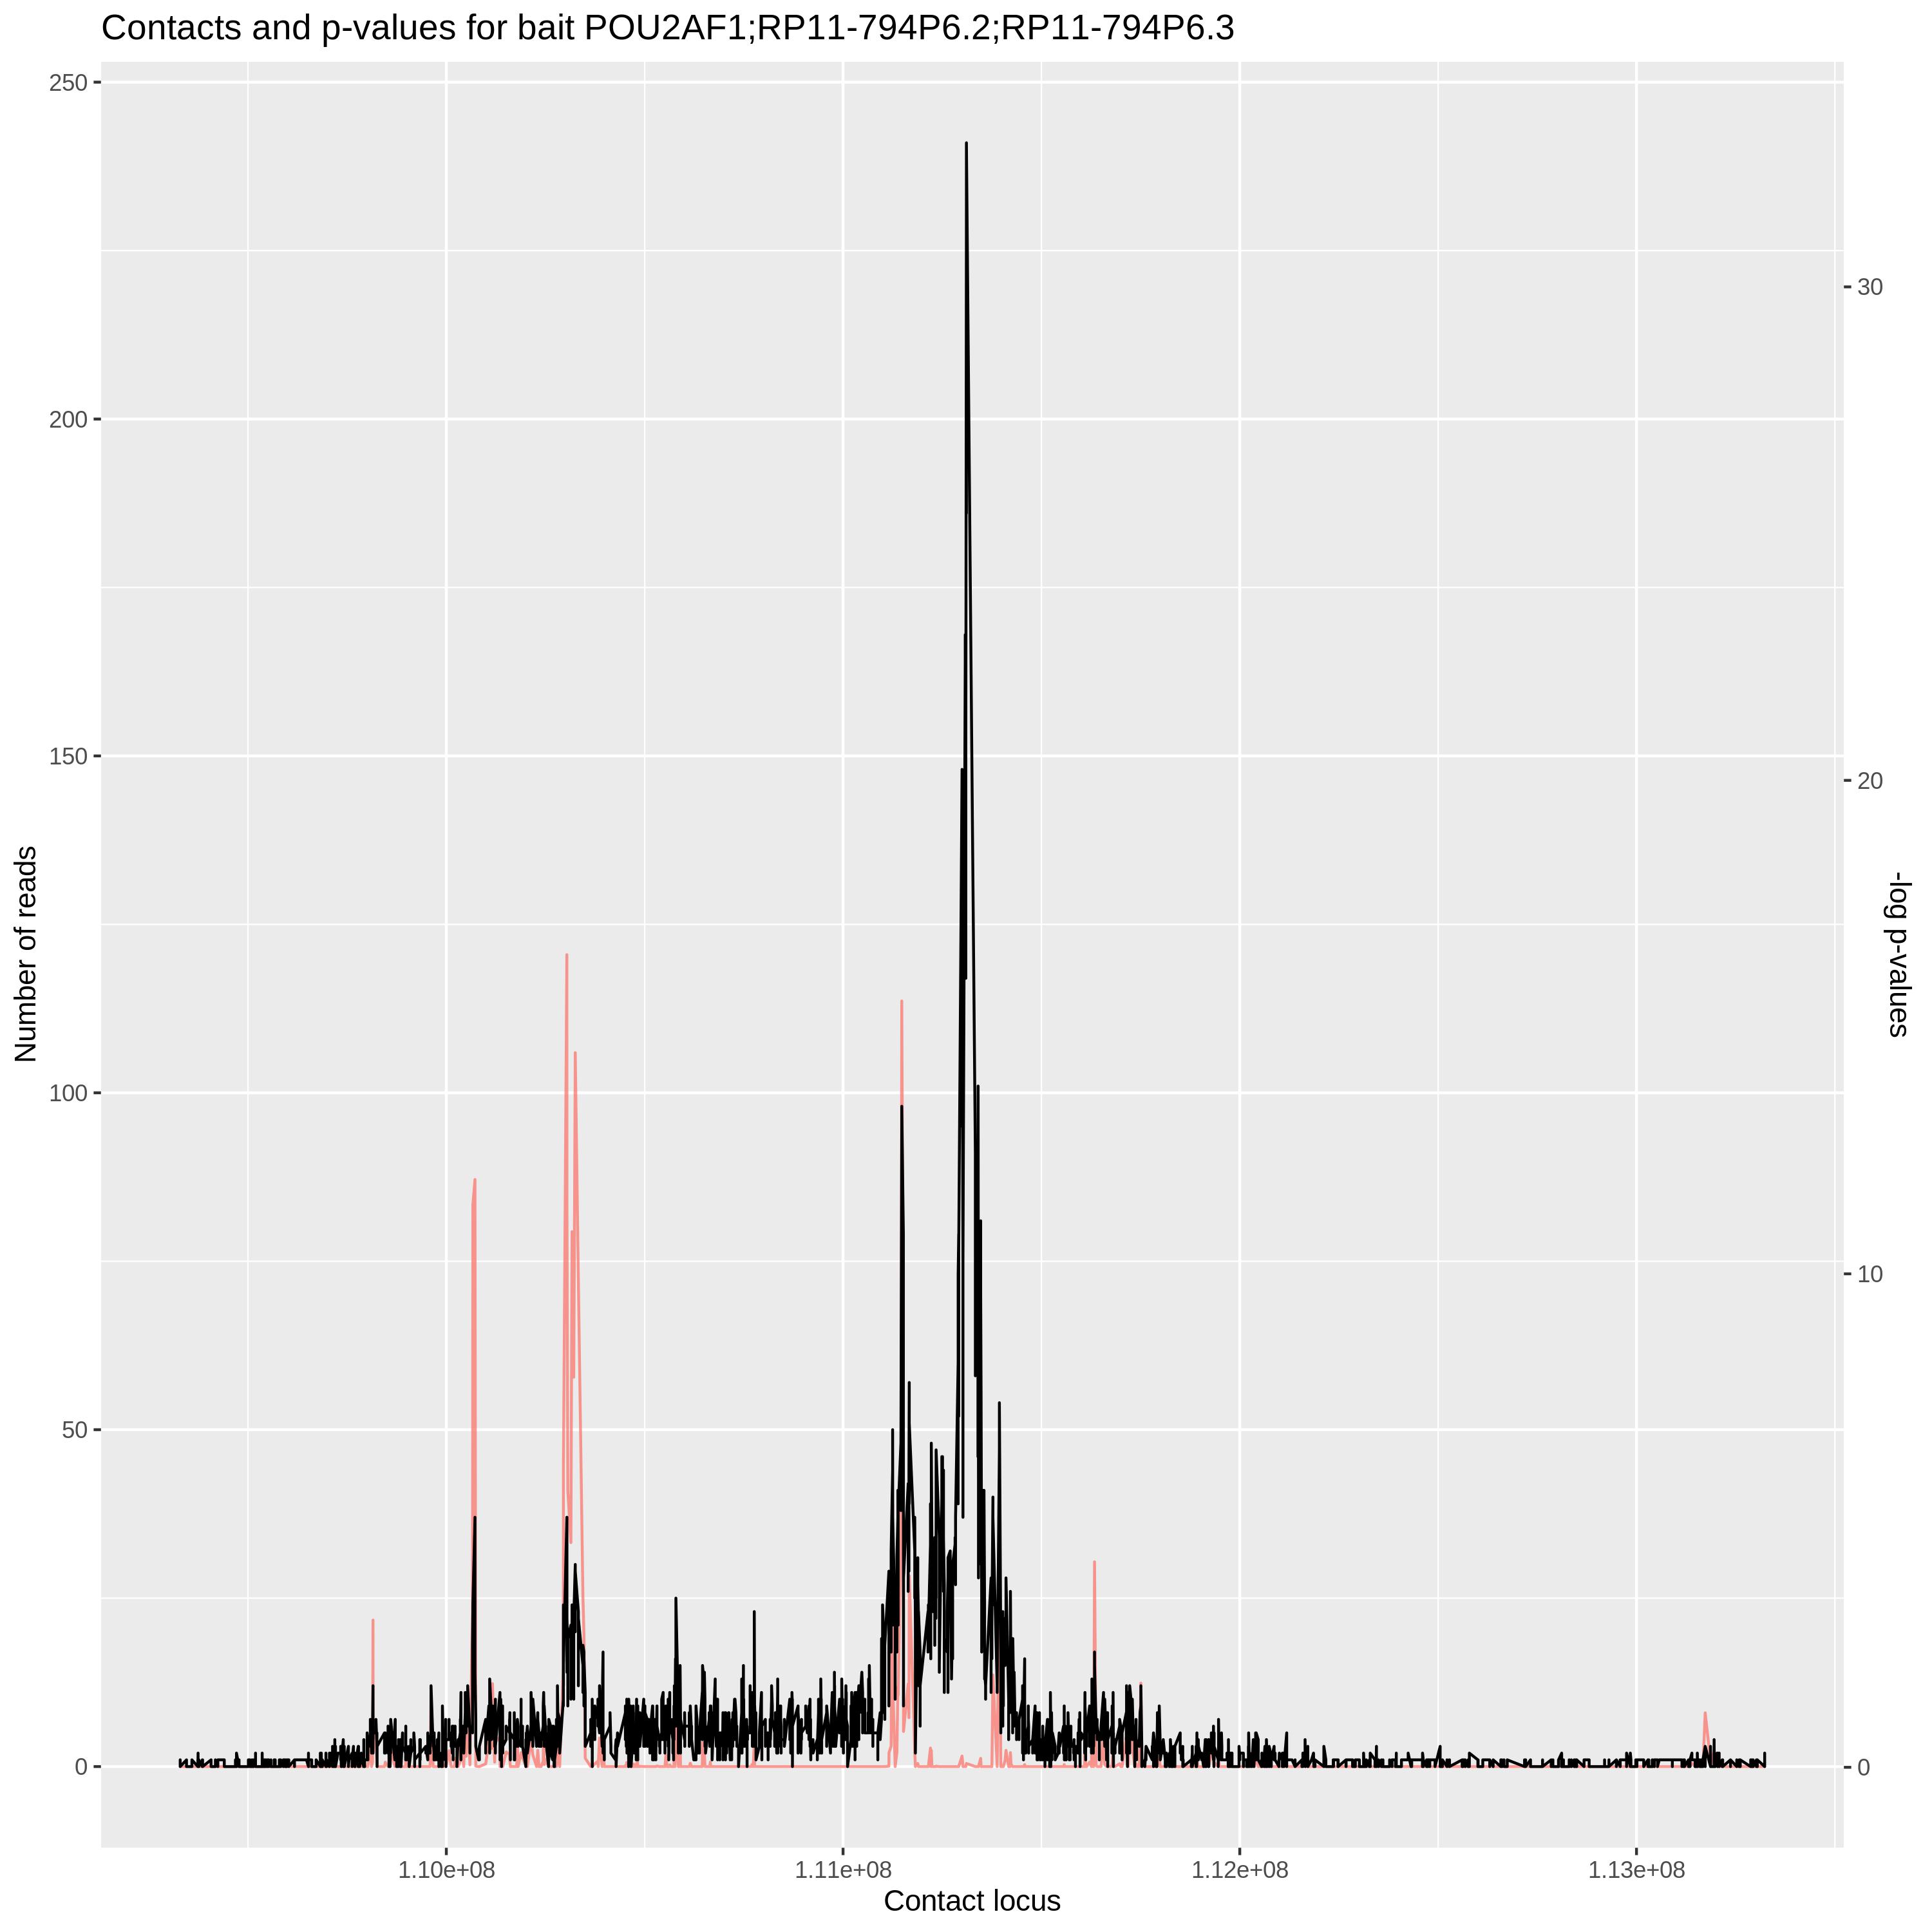 Contacts and p-values for bait POU2AF1;RP11-794P6.2;RP11-794P6.3
250
200
150
100
50
0
Number of reads
30
20
10
0
-log p-values
1.10e+08
1.11e+08
1.12e+08
1.13e+08
Contact locus